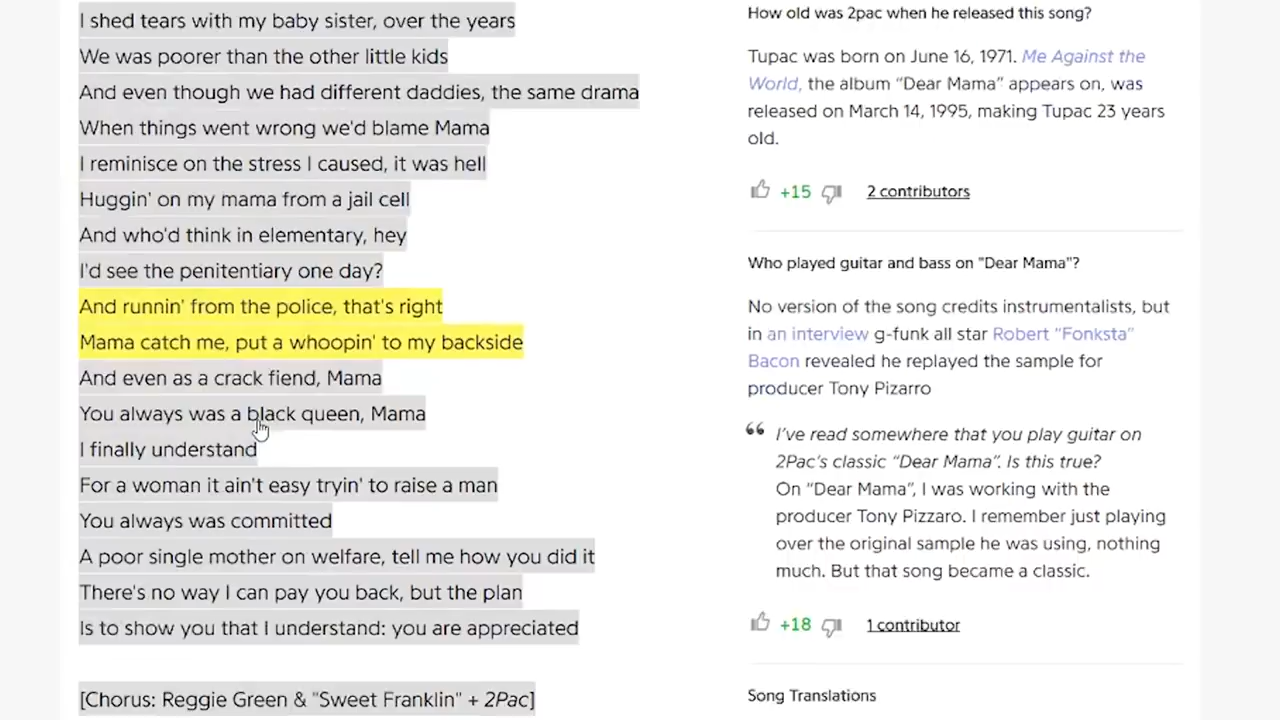 I shed tears with my baby sister, over the years
We was poorer than the other little kids
And even though we had different daddies, the same drama
When things went wrong we'd blame Mama
I reminisce on the stress I caused, it was hell
Huggin' on my mama from a jail cell
And who'd think in elementary, hey
I'd see the penitentiary one day?
And runnin' from the police, that's right
Mama catch me, put a whoopin' to my backside
And even as a crack fiend, Mama
You always was a black queen, Mama
I finally understand
For a woman it ain't easy tryin' to raise a man
You always was committed
A poor single mother on welfare, tell me how you did it
There's no way I can pay you back, but the plan
Is to show you that I understand: you are appreciated
[Chorus: Reggie Green & "Sweet Franklin" + 2Pac]
How old was 2pac when he released this song?
Tupac was born on June 16, 1971. Me Against the
World, the album “Dear Mama” appears on, was
released on March 14, 1995, making Tupac 23 years
old.
+15 2 contributors
Who played guitar and bass on "Dear Mama"?
No version of the song credits instrumentalists, but
in an interview g-funk all star Robert “Fonksta”
Bacon revealed he replayed the sample for
producer Tony Pizarro
“ I’ve read somewhere that you play guitar on
2Pac’s classic “Dear Mama”. Is this true?
On “Dear Mama”, I was working with the
producer Tony Pizzaro. I remember just playing
over the original sample he was using, nothing
much. But that song became a classic.
+18 1 contributor
Song Translations